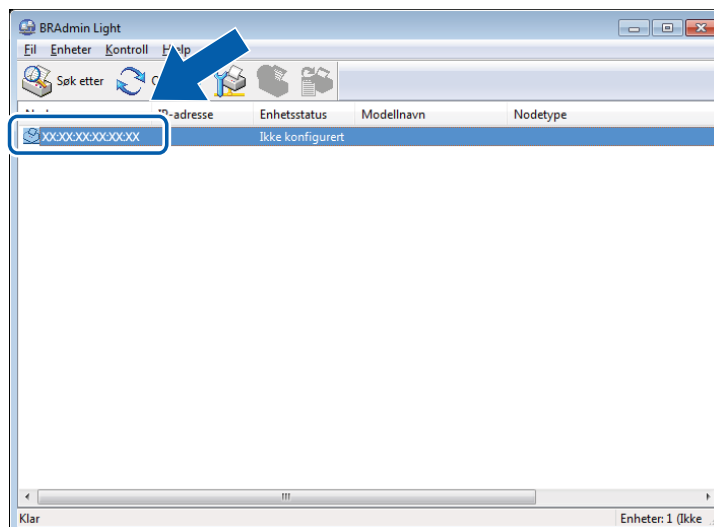 BRAdmin Light
Fil Enheter Kontroll
Søk etter
IP-adresse Enhetsstatus Modellnavn Nodetype
XX:XX:XX:XX:XX:XX Ikke konfigurert
Klar Enheter: 1 (Ikke